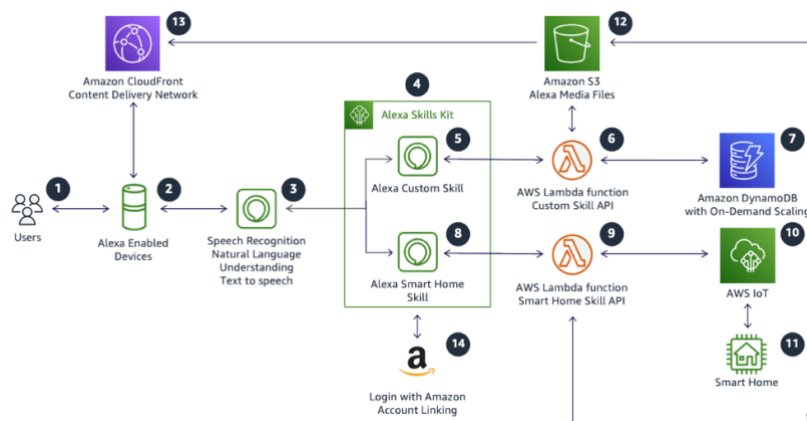 13
12
Amazon CloudFront
Content Delivery Network
Amazon S3
Alexa Media Files
4
Alexa Skills Kit
1
2
3
5
6
7
Alexa Custom Skill
AWS Lambda function
Custom Skill API
Amazon DynamoDB
with On-Demand Scaling
Users
Alexa Enabled
Devices
Speech Recognition
Natural Language
Understanding
Text to speech
8
9
10
Alexa Smart Home
Skill
AWS Lambda function
Smart Home Skill API
AWS IoT
14
a
11
Login with Amazon
Account Linking
Smart Home